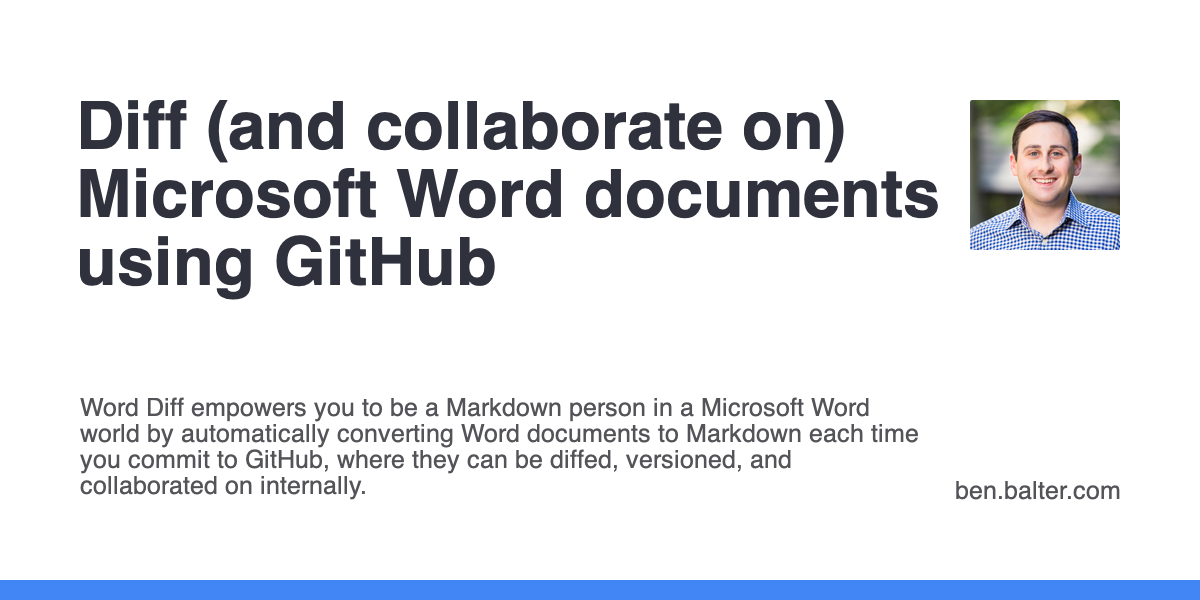 Diff (and collaborate on)
Microsoft Word documents
using GitHub
Word Diff empowers you to be a Markdown person in a Microsoft Word
world by automatically converting Word documents to Markdown each time
you commit to GitHub, where they can be diffed, versioned, and
collaborated on internally.
ben.balter.com